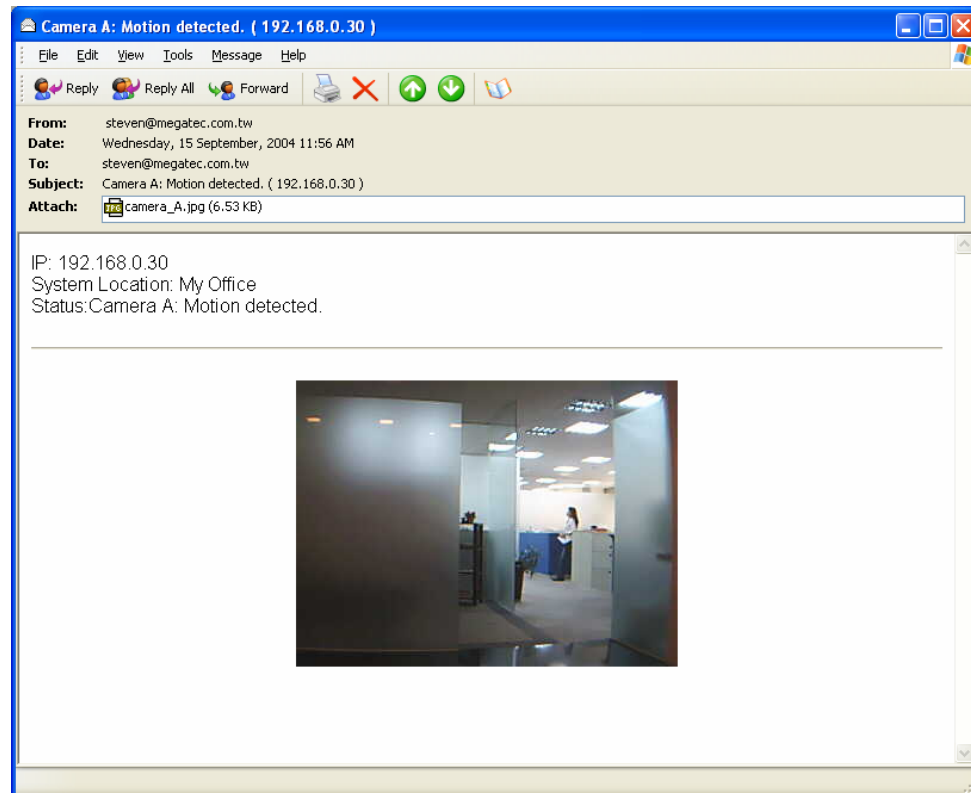 Camera A: Motion detected. ( 192.168.0.30 )
File Edit View Tools Message Help
Reply Reply All Forward
From: steven@megatec.com.tw
Date: Wednesday, 15 September, 2004 11:56 AM
To: steven@megatec.com.tw
Subject: Camera A: Motion detected. ( 192.168.0.30 )
Attach: camera_A.jpg (6.53 KB)
IP: 192.168.0.30
System Location: My Office
Status:Camera A: Motion detected.